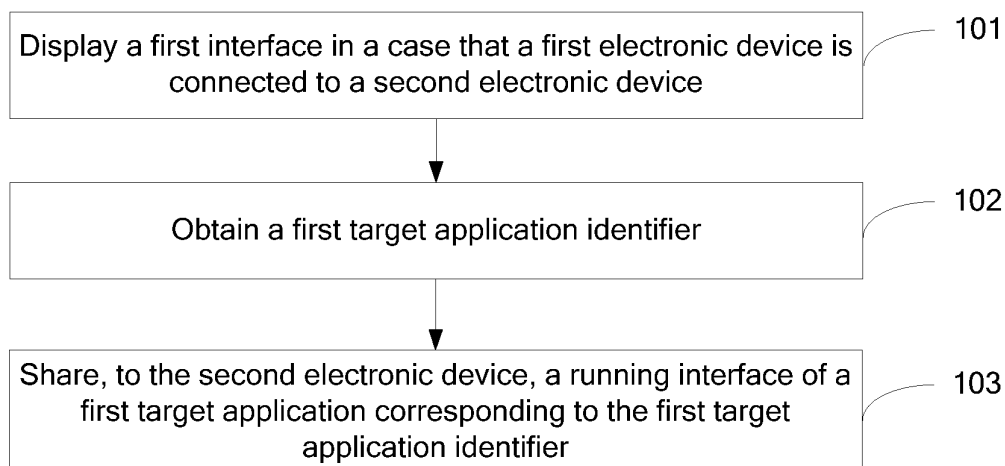 Display a first interface in a case that a first electronic device is
connected to a second electronic device
101
Obtain a first target application identifier
102
Share, to the second electronic device, a running interface of a
first target application corresponding to the first target
application identifier
103